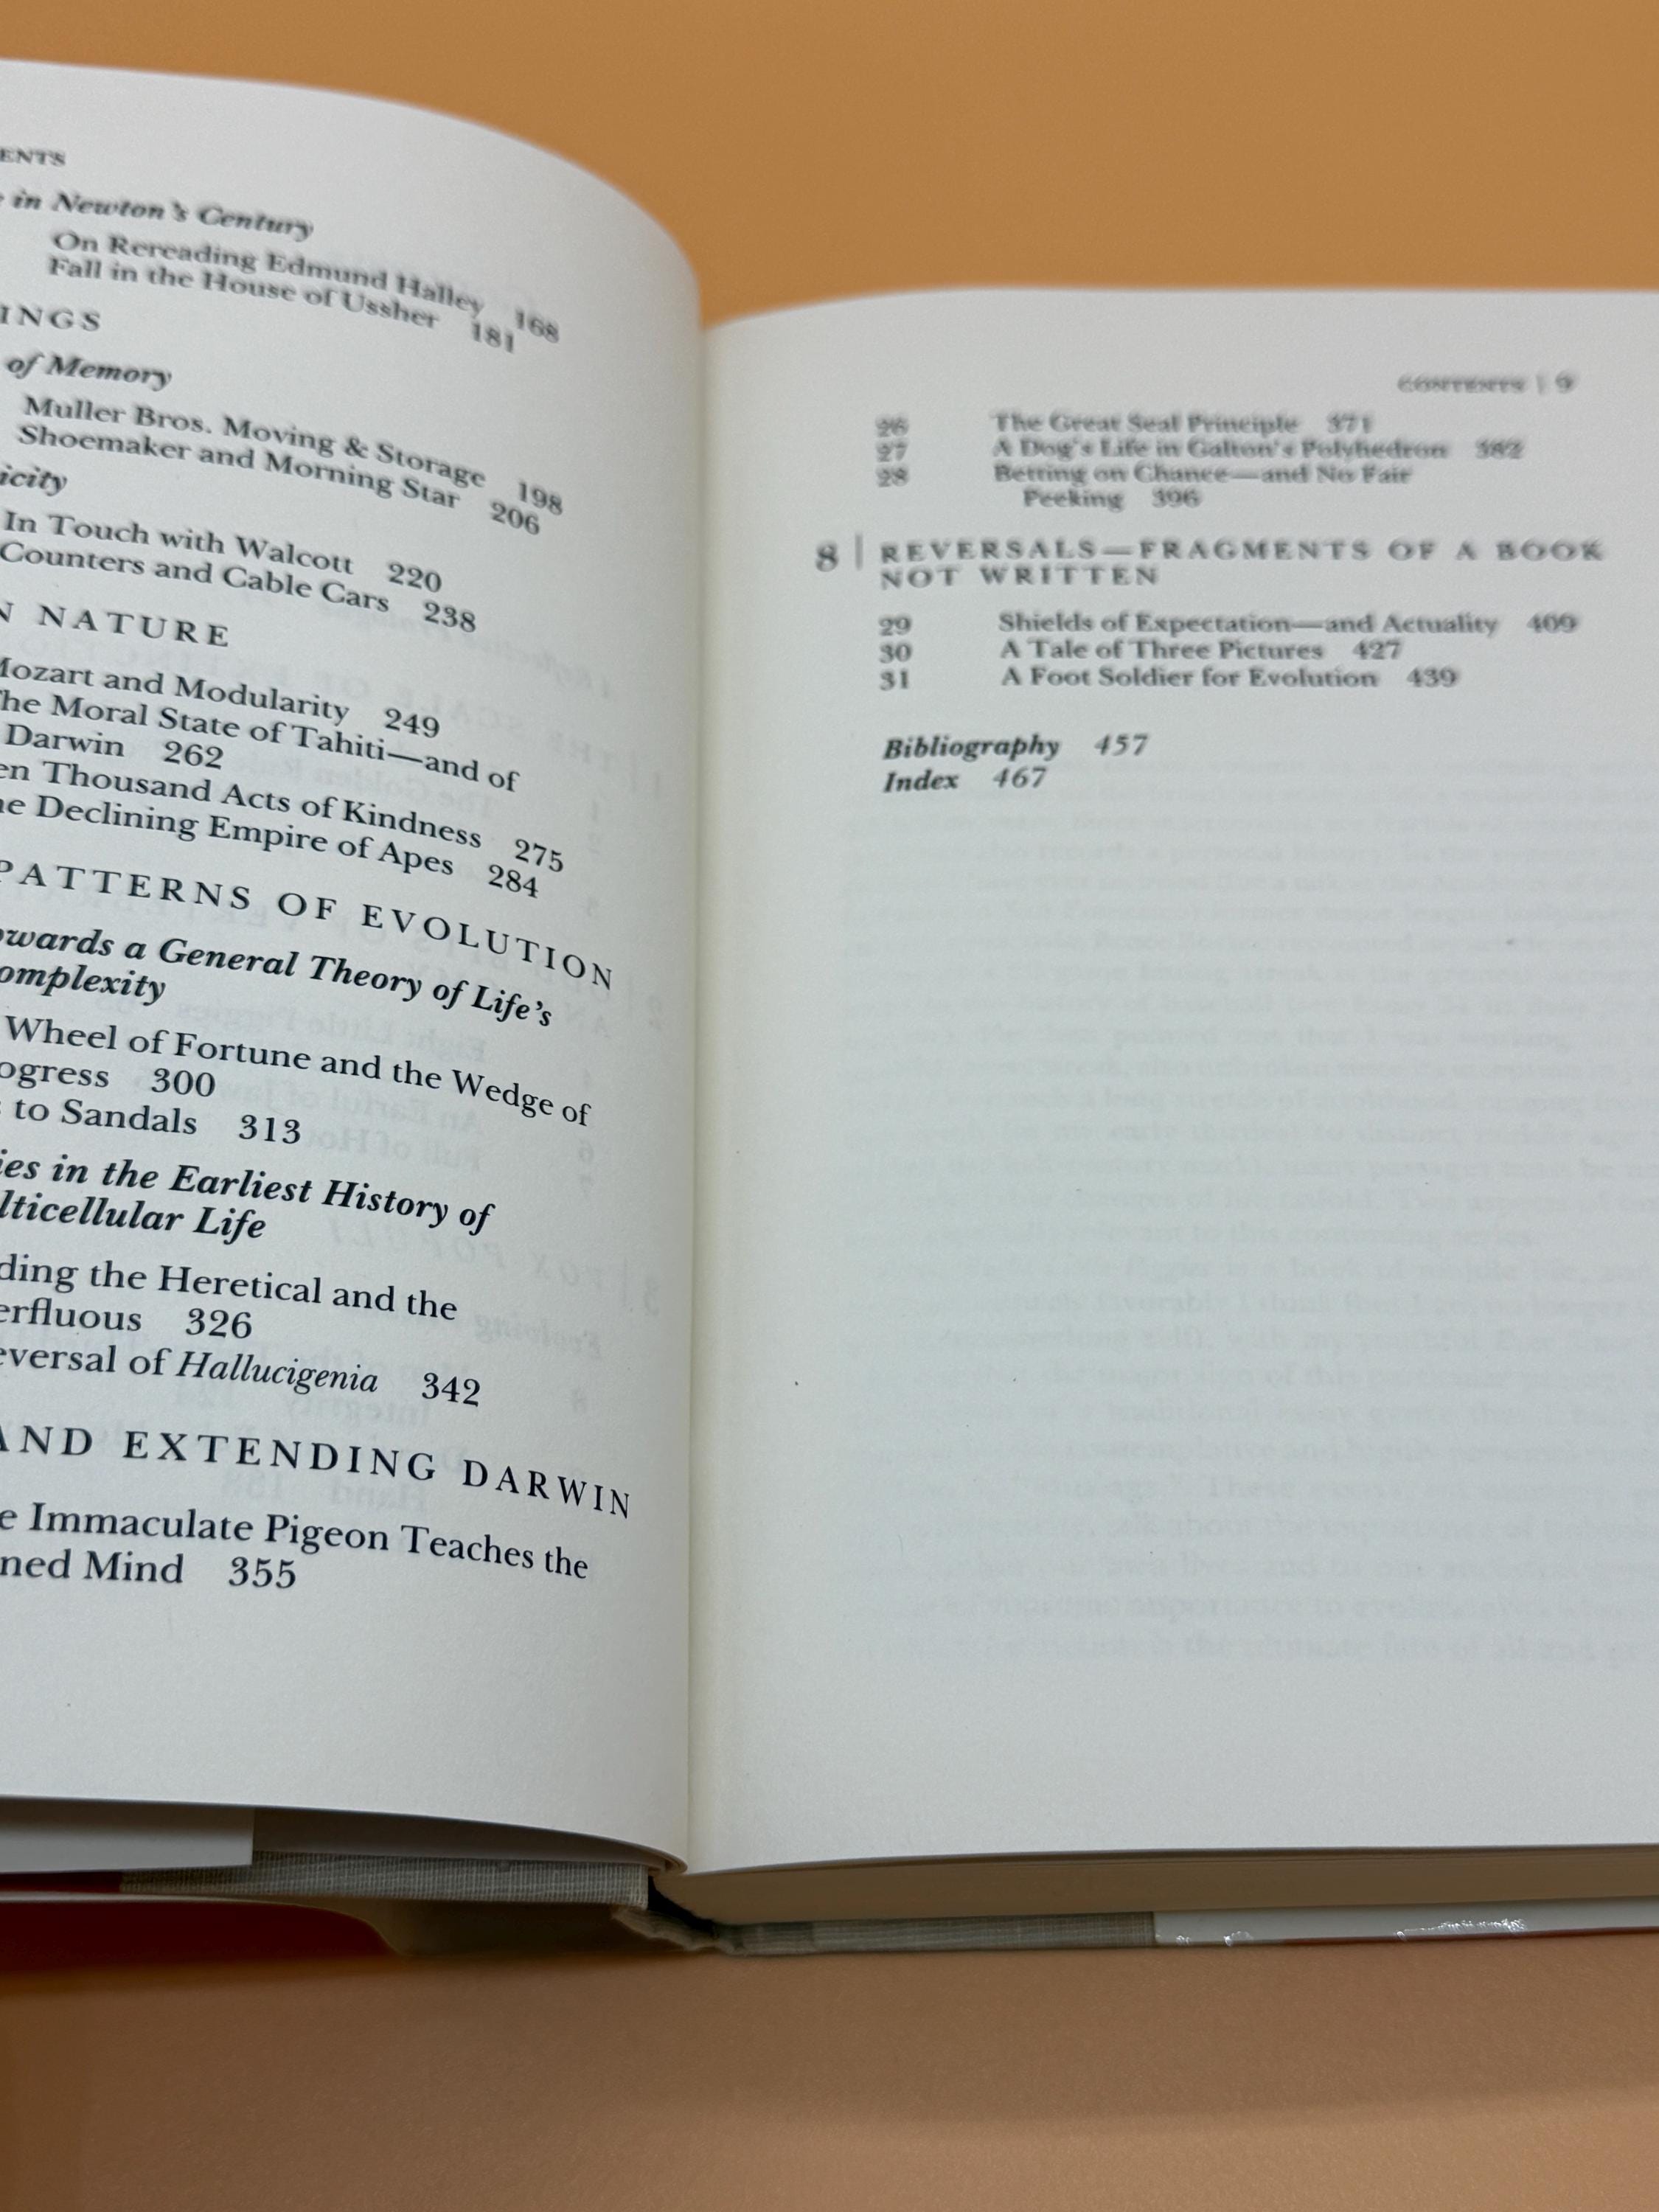 in Newton's Century
On Rereading Edmund Halley 168
Fall in the House of Ussher 181
INGS
of Memory
Muller Bros. Moving & Storage 198
Shoemaker and Morning Star 206
icity
In Touch with Walcott 220
Counters and Cable Cars 238
N NATURE
Mozart and Modularity 249
The Moral State of Tahiti—and of
Darwin 262
en Thousand Acts of Kindness 275
he Declining Empire of Apes 284
PATTERNS OF EVOLUTION
owards a General Theory of Life's
omplexity
Wheel of Fortune and the Wedge of
ogress 300
to Sandals 313
ies in the Earliest History of
lticellular Life
ding the Heretical and the
erfluous 326
eversal of Hallucigenia 342
AND EXTENDING DARWIN
e Immaculate Pigeon Teaches the
ned Mind 355
CONTENTS | 9
26 The Great Seal Principle 371
27 A Dog's Life in Galton's Polyhedron 382
28 Betting on Chance—and No Fair
Peeking 396
8 | REVERSALS—FRAGMENTS OF A BOOK
NOT WRITTEN
29 Shields of Expectation—and Actuality 409
30 A Tale of Three Pictures 427
31 A Foot Soldier for Evolution 439
Bibliography 457
Index 467